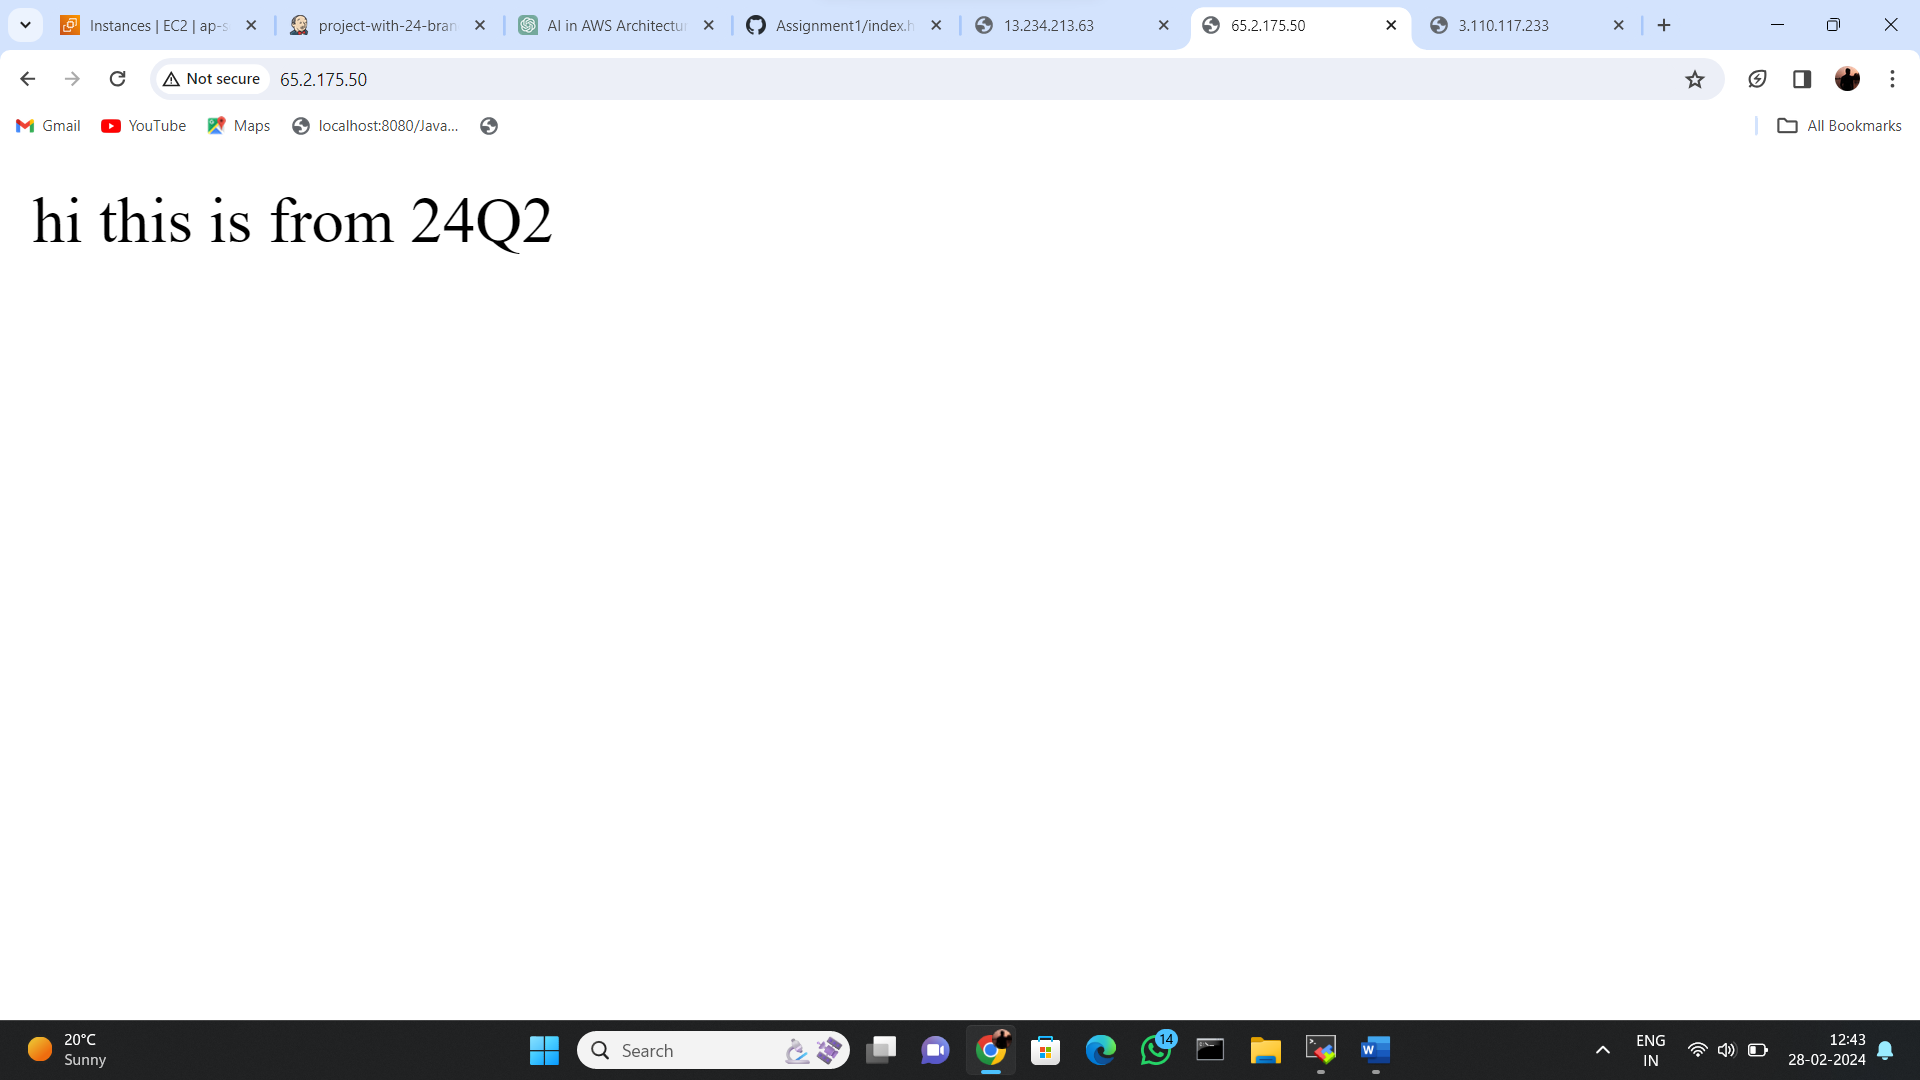 Instances | EC2 | ap-s
project-with-24-bran
AI in AWS Architectur
Assignment1/index.h
13.234.213.63
65.2.175.50
3.110.117.233
Not secure
65.2.175.50
Gmail
YouTube
Maps
localhost:8080/Java...
All Bookmarks
hi this is from 24Q2
20°C
Sunny
Search
14
ENG
IN
12:43
28-02-2024